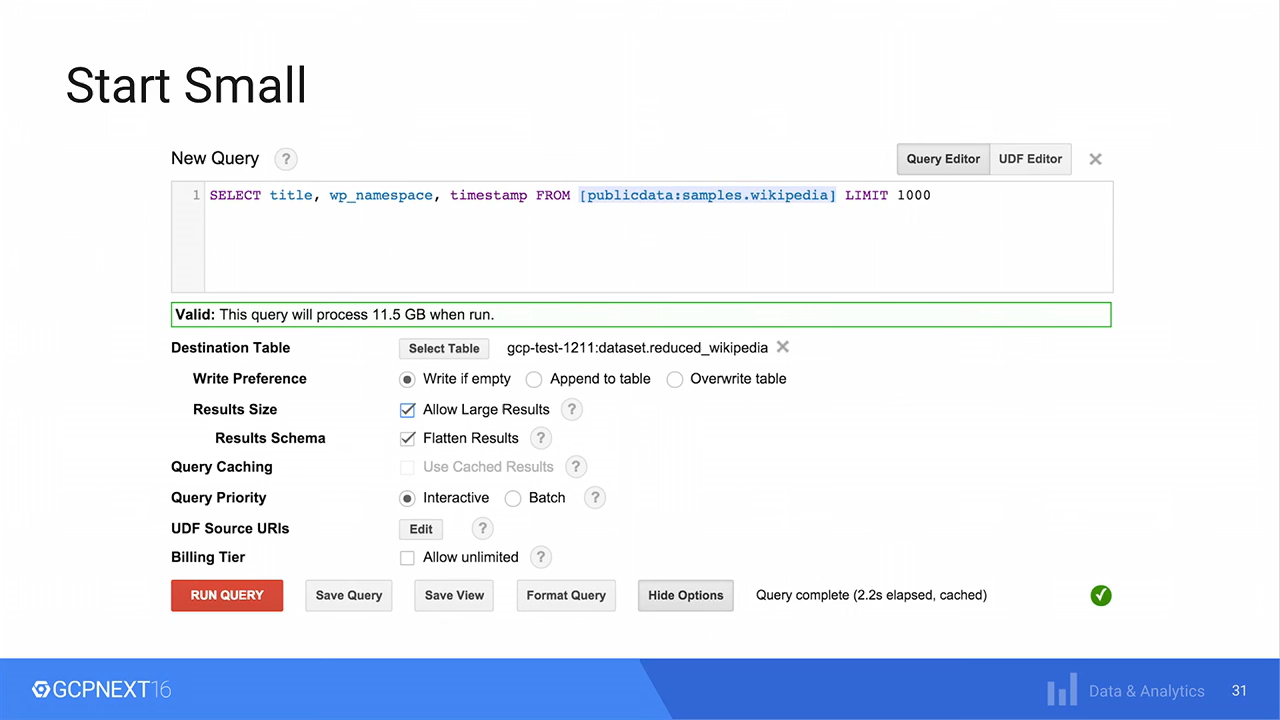 Start Small
New Query ?
Query Editor UDF Editor ×
1 SELECT title, wp_namespace, timestamp FROM [publicdata:samples.wikipedia] LIMIT 1000
Valid: This query will process 11.5 GB when run.
Destination Table Select Table gcp-test-1211:dataset.reduced_wikipedia ×
Write Preference Write if empty Append to table Overwrite table
Results Size Allow Large Results ?
Results Schema Flatten Results ?
Query Caching Use Cached Results ?
Query Priority Interactive Batch ?
UDF Source URIs Edit ?
Billing Tier Allow unlimited ?
RUN QUERY Save Query Save View Format Query Hide Options Query complete (2.2s elapsed, cached)
GCPNEXT16 Data & Analytics 31